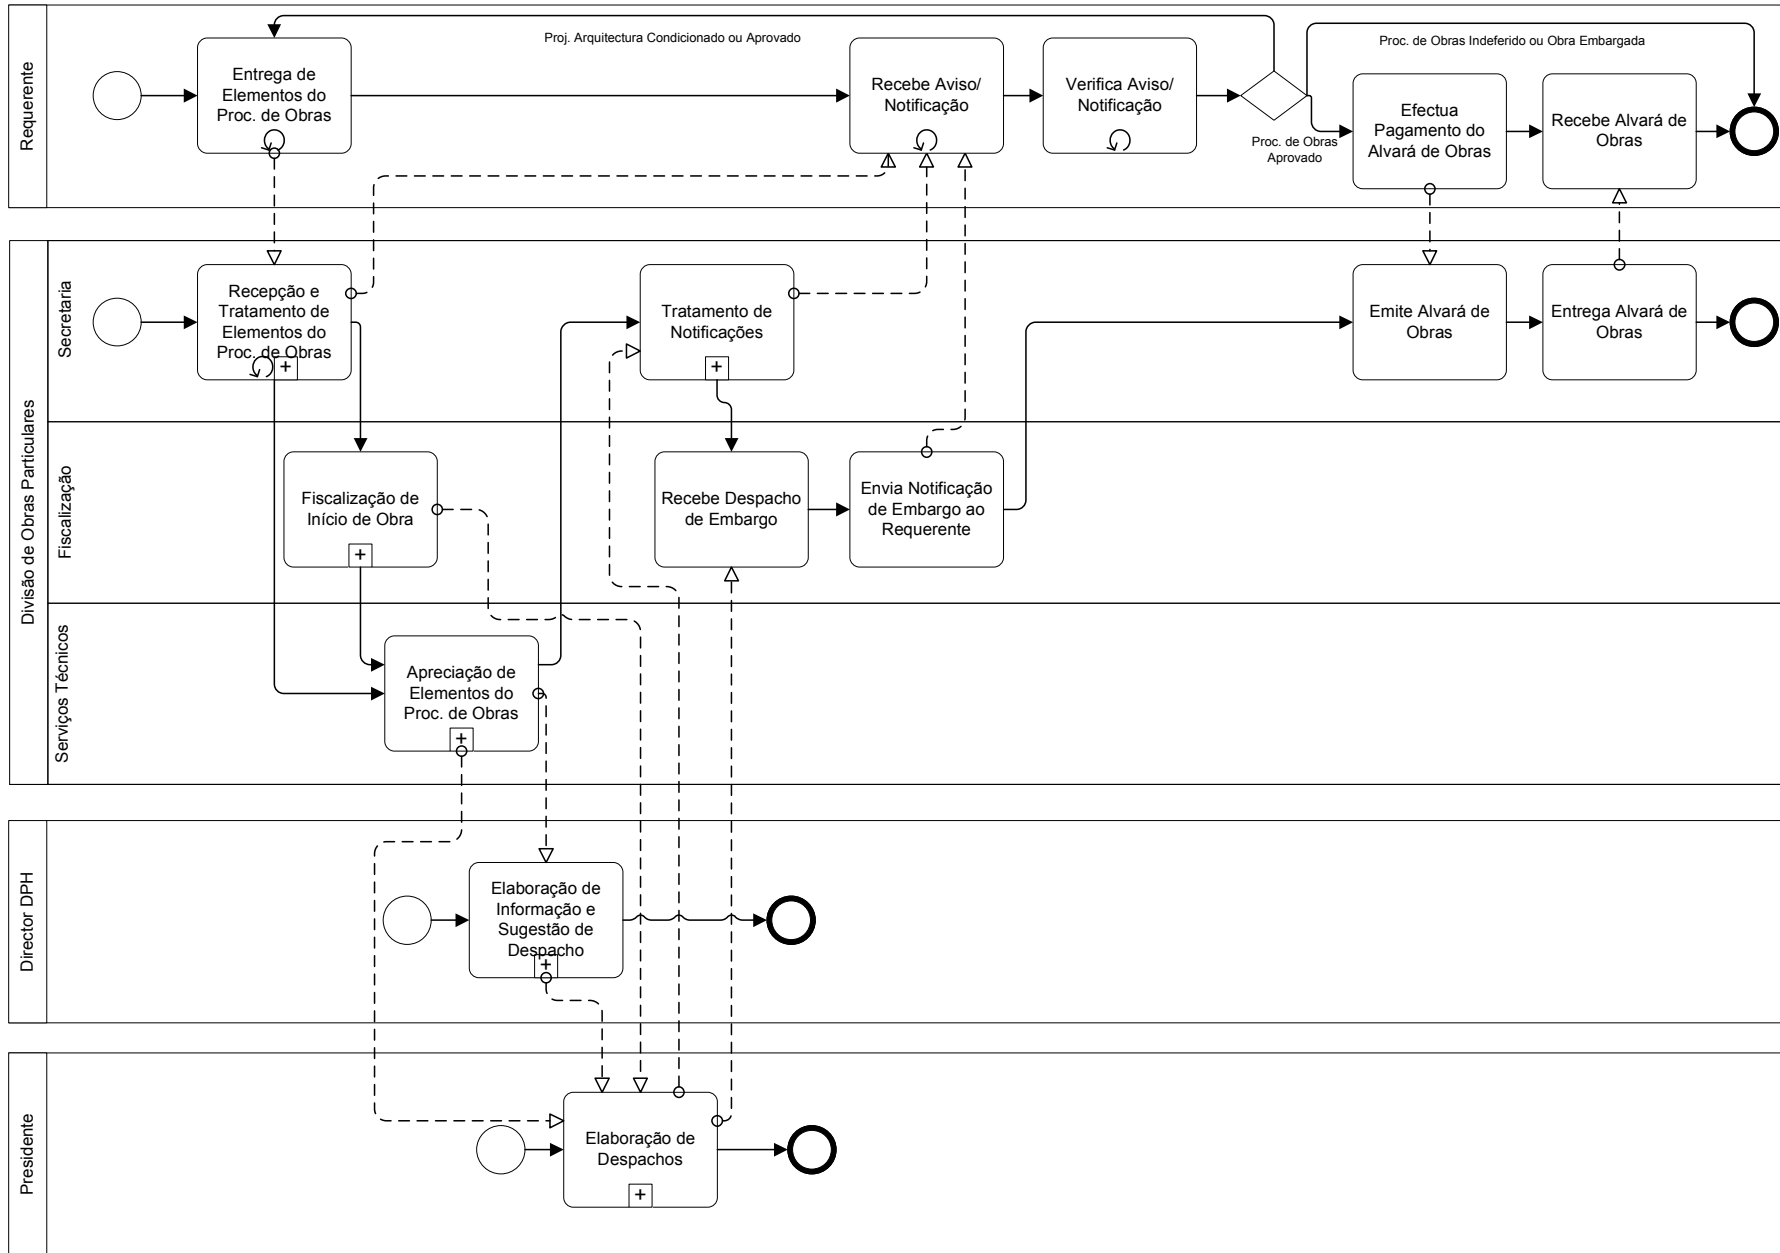 Requerente
Entrega de
Elementos do
Proc. de Obras
Proj. Arquitectura Condicionado ou Aprovado
Recebe Aviso/
Notificação
Verifica Aviso/
Notificação
Proc. de Obras
Aprovado
Proc. de Obras Indeferido ou Obra Embargada
Efectua
Pagamento do
Alvará de Obras
Recebe Alvará de
Obras
Divisão de Obras Particulares
Secretaria
Recepção e
Tratamento de
Elementos do
Proc. de Obras
Tratamento de
Notificações
Emite Alvará de
Obras
Entrega Alvará de
Obras
Fiscalização
Fiscalização de
Início de Obra
Recebe Despacho
de Embargo
Envia Notificação
de Embargo ao
Requerente
Serviços Técnicos
Apreciação de
Elementos do
Proc. de Obras
Director DPH
Elaboração de
Informação e
Sugestão de
Despacho
Presidente
Elaboração de
Despachos